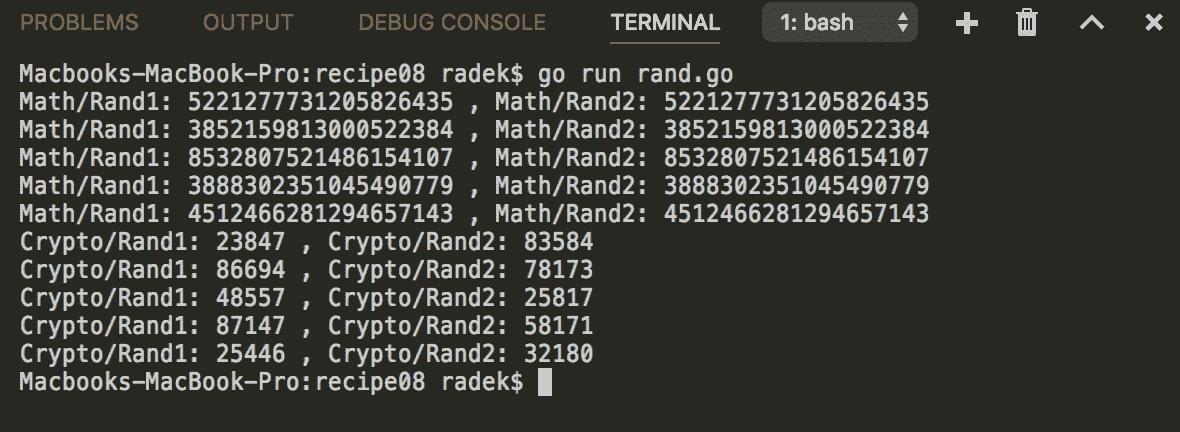 PROBLEMS OUTPUT DEBUG CONSOLE TERMINAL 1: bash
Macbooks-MacBook-Pro:recipe08 radek$ go run rand.go
Math/Rand1: 5221277731205826435 , Math/Rand2: 5221277731205826435
Math/Rand1: 3852159813000522384 , Math/Rand2: 3852159813000522384
Math/Rand1: 8532807521486154107 , Math/Rand2: 8532807521486154107
Math/Rand1: 3888302351045490779 , Math/Rand2: 3888302351045490779
Math/Rand1: 4512466281294657143 , Math/Rand2: 4512466281294657143
Crypto/Rand1: 23847 , Crypto/Rand2: 83584
Crypto/Rand1: 86694 , Crypto/Rand2: 78173
Crypto/Rand1: 48557 , Crypto/Rand2: 25817
Crypto/Rand1: 87147 , Crypto/Rand2: 58171
Crypto/Rand1: 25446 , Crypto/Rand2: 32180
Macbooks-MacBook-Pro:recipe08 radek$